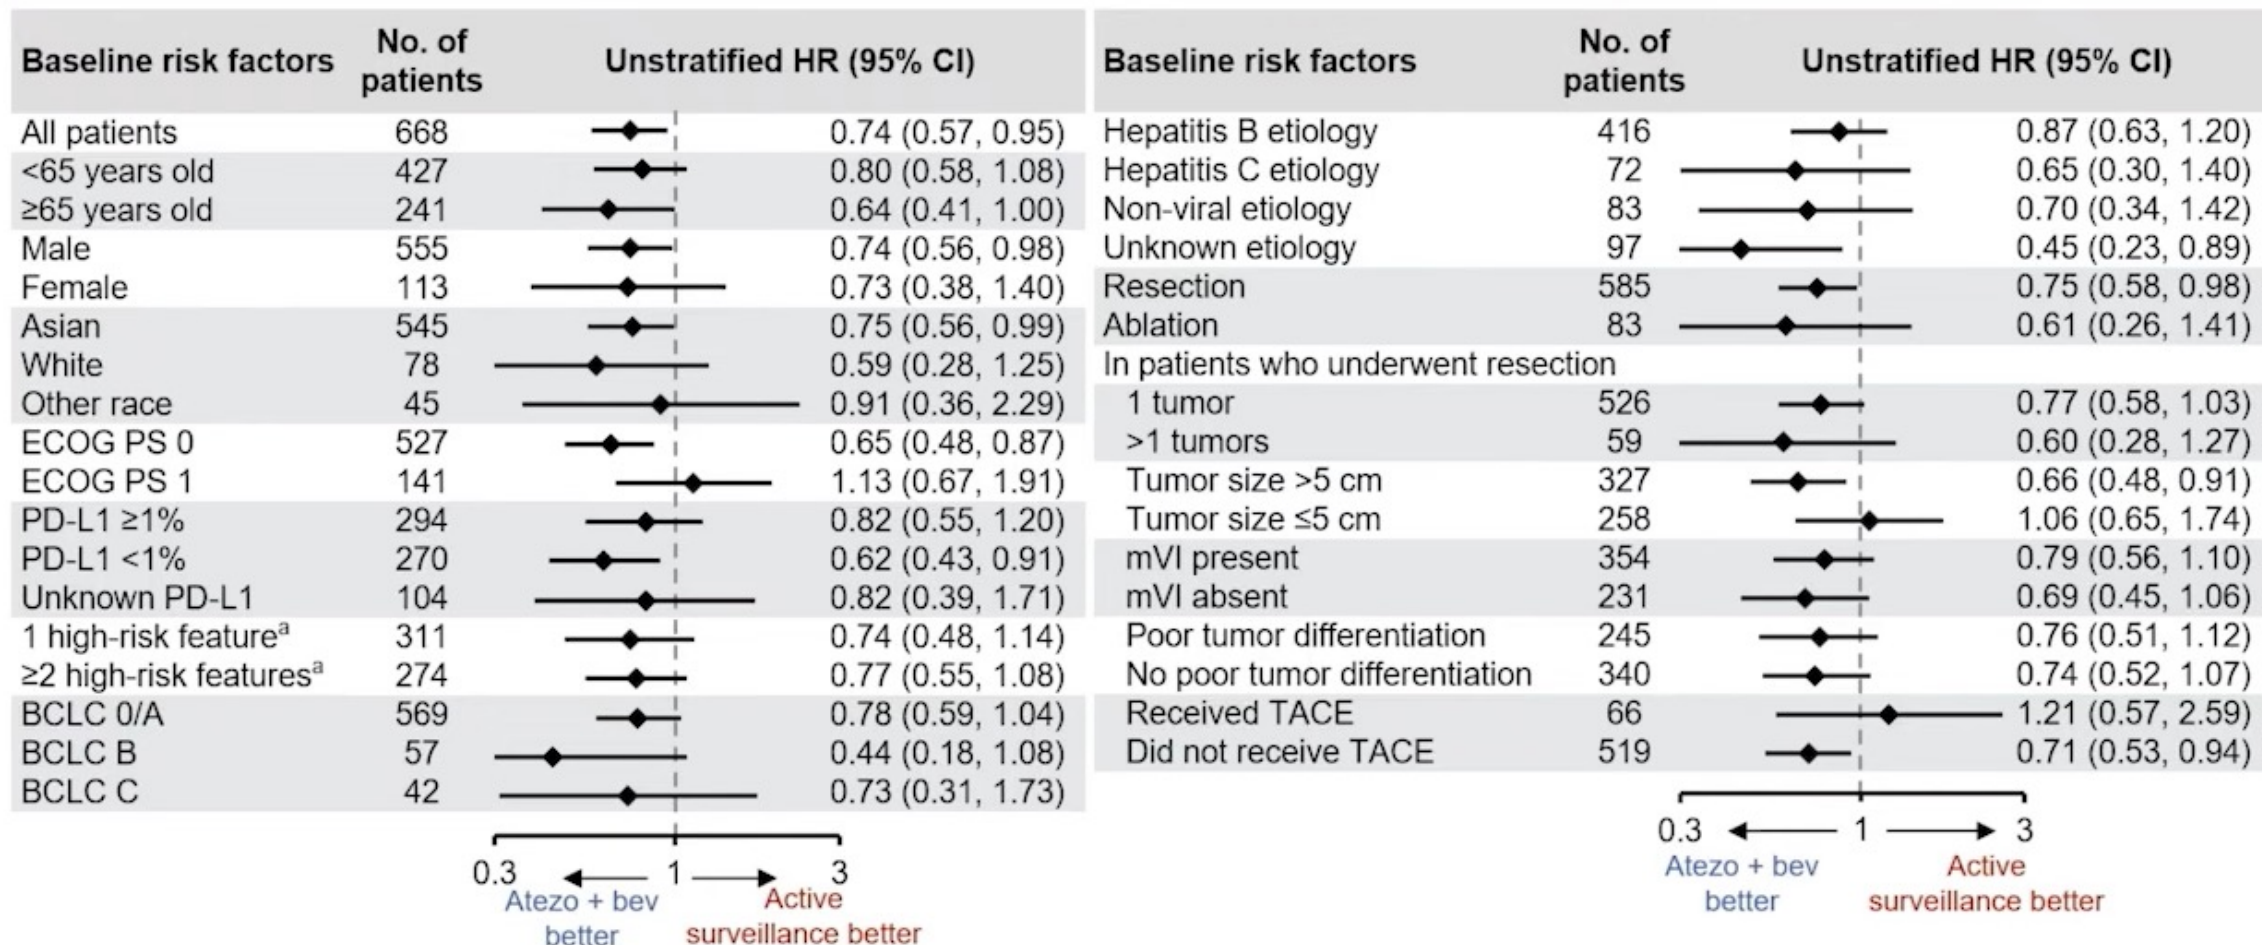 Baseline risk factors No. of patients Unstratified HR (95% CI)
All patients 668 0.74 (0.57, 0.95)
<65 years old 427 0.80 (0.58, 1.08)
≥65 years old 241 0.64 (0.41, 1.00)
Male 555 0.74 (0.56, 0.98)
Female 113 0.73 (0.38, 1.40)
Asian 545 0.75 (0.56, 0.99)
White 78 0.59 (0.28, 1.25)
Other race 45 0.91 (0.36, 2.29)
ECOG PS 0 527 0.65 (0.48, 0.87)
ECOG PS 1 141 1.13 (0.67, 1.91)
PD-L1 ≥1% 294 0.82 (0.55, 1.20)
PD-L1 <1% 270 0.62 (0.43, 0.91)
Unknown PD-L1 104 0.82 (0.39, 1.71)
1 high-risk featureᵃ 311 0.74 (0.48, 1.14)
≥2 high-risk featuresᵃ 274 0.77 (0.55, 1.08)
BCLC 0/A 569 0.78 (0.59, 1.04)
BCLC B 57 0.44 (0.18, 1.08)
BCLC C 42 0.73 (0.31, 1.73)
0.3 1 3
Atezo + bev better
Active surveillance better
Baseline risk factors No. of patients Unstratified HR (95% CI)
Hepatitis B etiology 416 0.87 (0.63, 1.20)
Hepatitis C etiology 72 0.65 (0.30, 1.40)
Non-viral etiology 83 0.70 (0.34, 1.42)
Unknown etiology 97 0.45 (0.23, 0.89)
Resection 585 0.75 (0.58, 0.98)
Ablation 83 0.61 (0.26, 1.41)
In patients who underwent resection
1 tumor 526 0.77 (0.58, 1.03)
>1 tumors 59 0.60 (0.28, 1.27)
Tumor size >5 cm 327 0.66 (0.48, 0.91)
Tumor size ≤5 cm 258 1.06 (0.65, 1.74)
mVI present 354 0.79 (0.56, 1.10)
mVI absent 231 0.69 (0.45, 1.06)
Poor tumor differentiation 245 0.76 (0.51, 1.12)
No poor tumor differentiation 340 0.74 (0.52, 1.07)
Received TACE 66 1.21 (0.57, 2.59)
Did not receive TACE 519 0.71 (0.53, 0.94)
0.3 1 3
Atezo + bev better
Active surveillance better